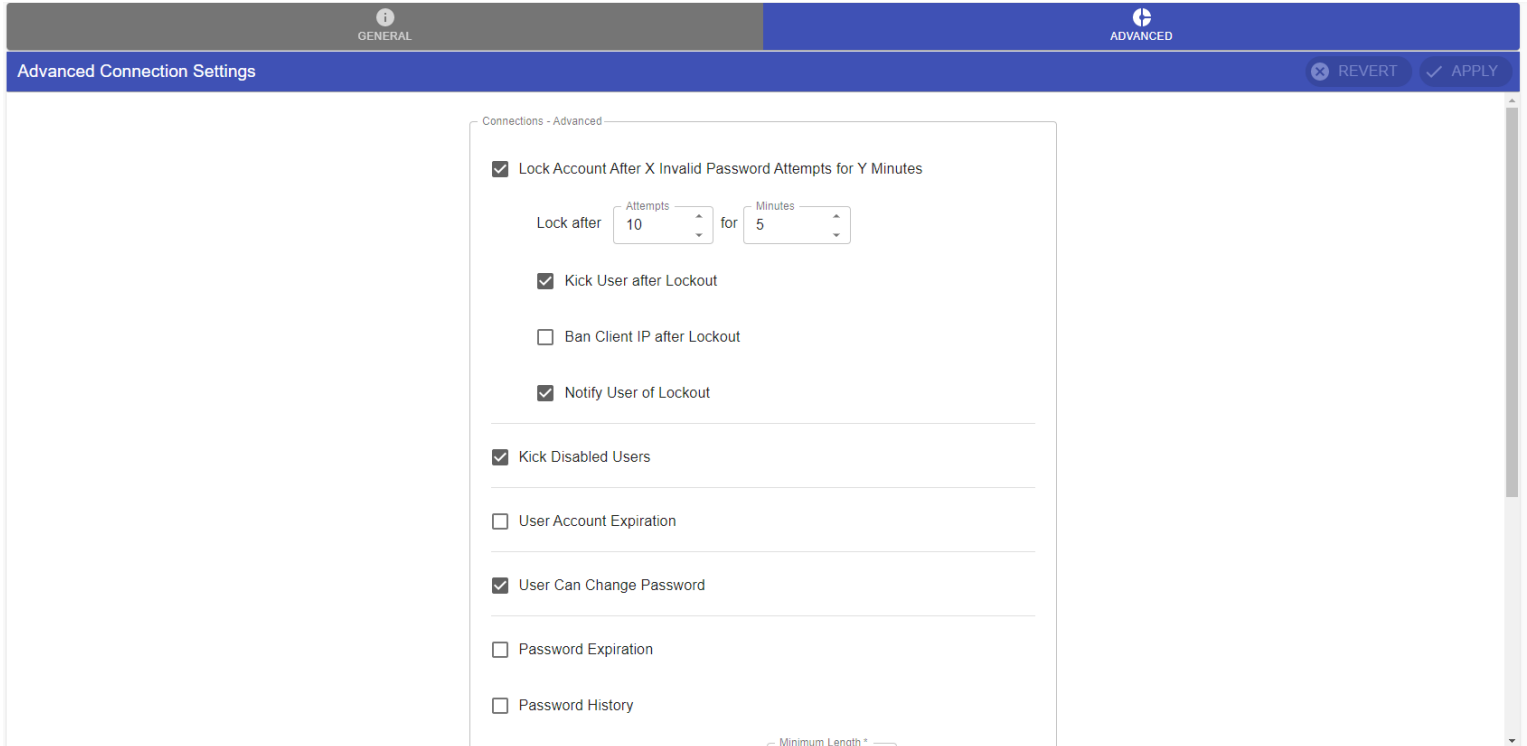 GENERAL
ADVANCED
Advanced Connection Settings
REVERT
APPLY
Connections - Advanced
Lock Account After X Invalid Password Attempts for Y Minutes
Attempts
Minutes
Lock after 10 for 5
Kick User after Lockout
Ban Client IP after Lockout
Notify User of Lockout
Kick Disabled Users
User Account Expiration
User Can Change Password
Password Expiration
Password History
Minimum Length *